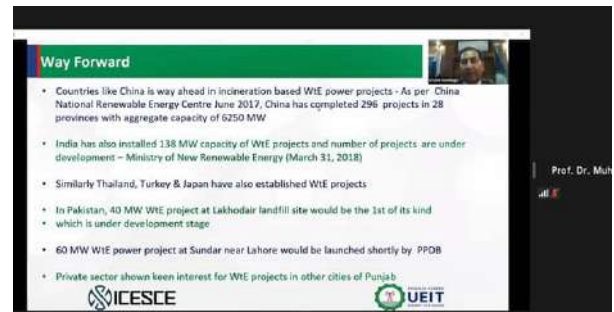 Way Forward
• Countries like China is way ahead in incineration based WtE power projects - As per China
National Renewable Energy Centre June 2017, China has completed 296 projects in 28
provinces with aggregate capacity of 6250 MW
• India has also installed 138 MW capacity of WtE projects and number of projects are under
development – Ministry of New Renewable Energy (March 31, 2018)
• Similarly Thailand, Turkey & Japan have also established WtE projects
• In Pakistan, 40 MW WtE project at Lakhodair landfill site would be the 1st of its kind
• which is under development stage
• 60 MW WtE power project at Sundar near Lahore would be launched shortly by PPDB
• Private sector shown keen interest for WtE projects in other cities of Punjab
ICESCE
UEIT
Prof. Dr. Muh